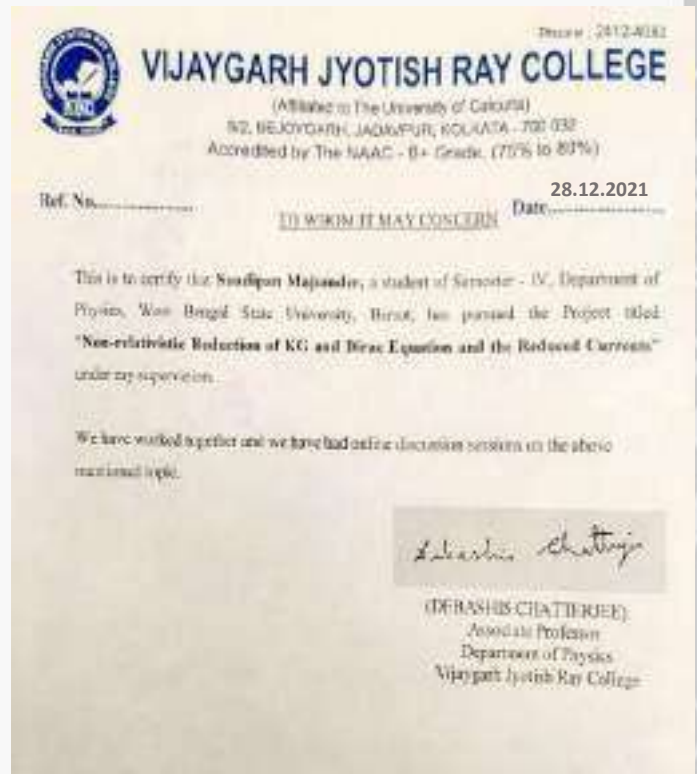 Phone : 2412-4082
VIJAYGARH JYOTISH RAY COLLEGE
(Affiliated to The University of Calcutta)
8/2, BEJOYGARH, JADAVPUR, KOLKATA - 700 032
Accredited by The NAAC - B+ Grade, (75% to 80%)
28.12.2021
Ref. No.................... Date....................
TO WHOM IT MAY CONCERN
This is to certify that Majumder, a student of Semester - IV, Department of
Physics, West Bengal State University, Barasat, has pursued the Project titled
"Non-relativistic Reduction of KG and Dirac Equation and the Reduced Currents"
under my supervision.
We have worked together and we have had online discussion sessions on the above
mentioned topic.
Debashis Chatterjee
(DEBASHIS CHATTERJEE)
Associate Professor
Department of Physics
Vijaygarh Jyotish Ray College